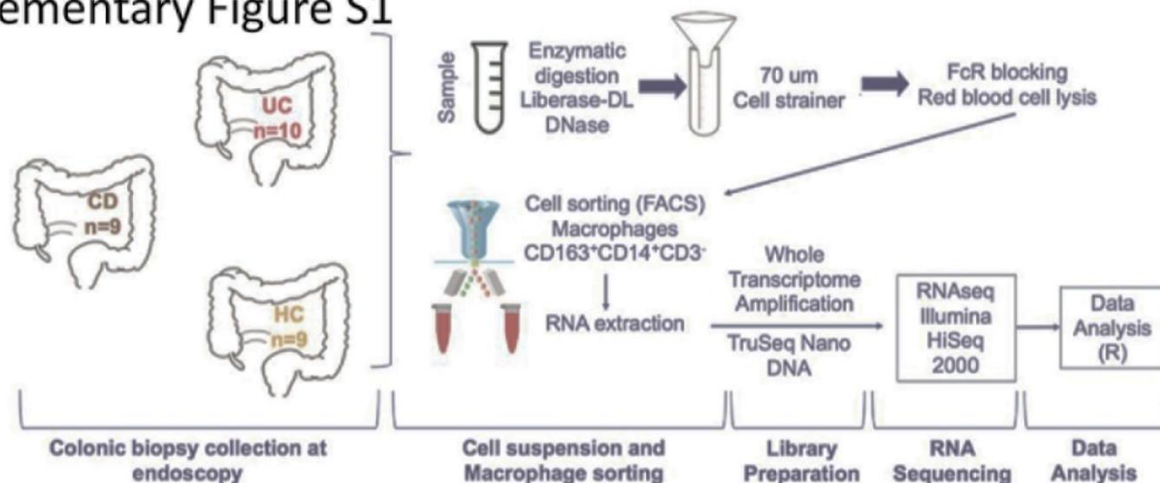 ementary Figure S1
UC
n=10
CD
n=9
HC
n=9
Sample
Enzymatic
digestion
Liberase-DL
DNase
70 um
Cell strainer
FcR blocking
Red blood cell lysis
Cell sorting (FACS)
Macrophages
CD163⁺CD14⁺CD3⁻
RNA extraction
Whole
Transcriptome
Amplification
TruSeq Nano
DNA
RNAseq
Illumina
HiSeq
2000
Data
Analysis
(R)
Colonic biopsy collection at
endoscopy
Cell suspension and
Macrophage sorting
Library
Preparation
RNA
Sequencing
Data
Analysis